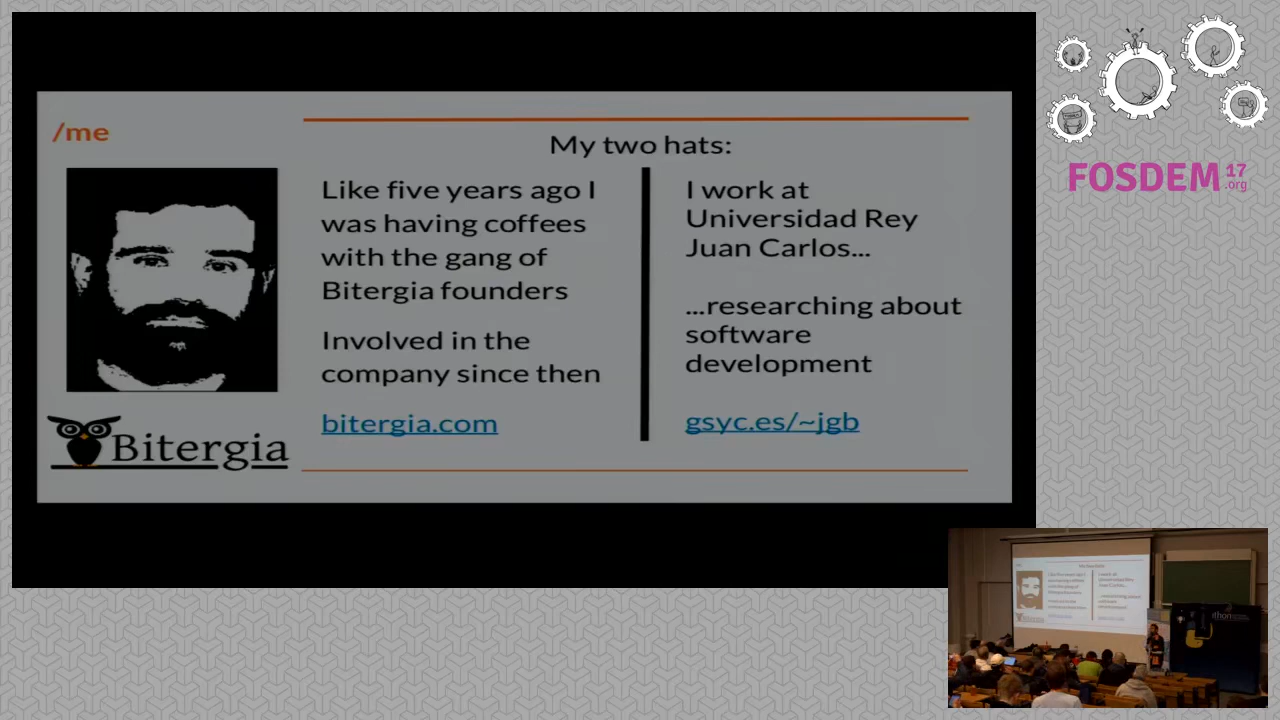 /me
My two hats:
Like five years ago I
was having coffees
with the gang of
Bitergia founders
Involved in the
company since then
bitergia.com
I work at
Universidad Rey
Juan Carlos...
...researching about
software
development
gsyc.es/~jgb
Bitergia
FOSDEM 17
.org